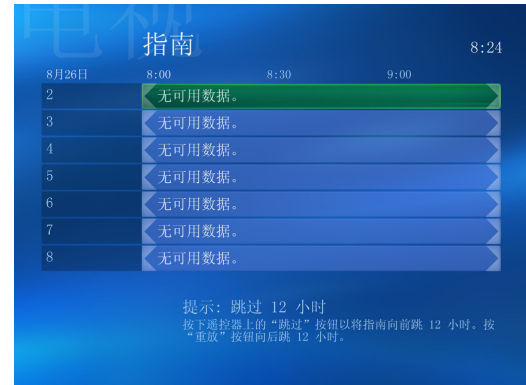 电视
指南
8:24
8月26日 8:00 8:30 9:00
2 无可用数据。
3 无可用数据。
4 无可用数据。
5 无可用数据。
6 无可用数据。
7 无可用数据。
8 无可用数据。
提示: 跳过 12 小时
按下遥控器上的“跳过”按钮以将指南向前跳 12 小时。按
“重放”按钮向后跳 12 小时。